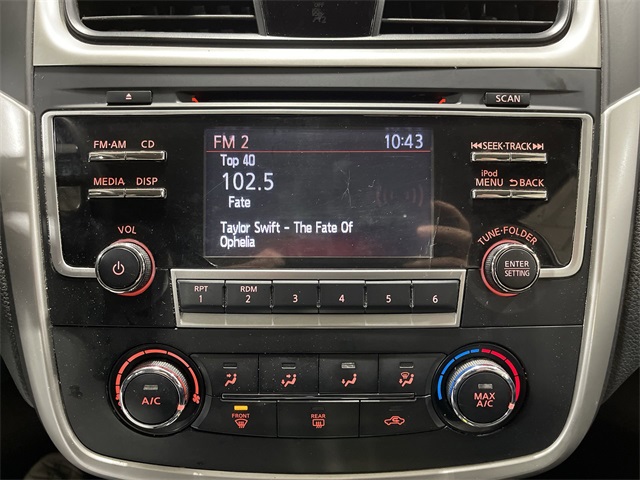 SCAN
FM·AM CD
MEDIA DISP
VOL
FM 2 10:43
Top 40
102.5
Fate
Taylor Swift - The Fate Of
Ophelia
SEEK·TRACK
iPod
MENU BACK
TUNE·FOLDER
ENTER
SETTING
RPT RDM
1 2 3 4 5 6
A/C
FRONT REAR
MAX
A/C